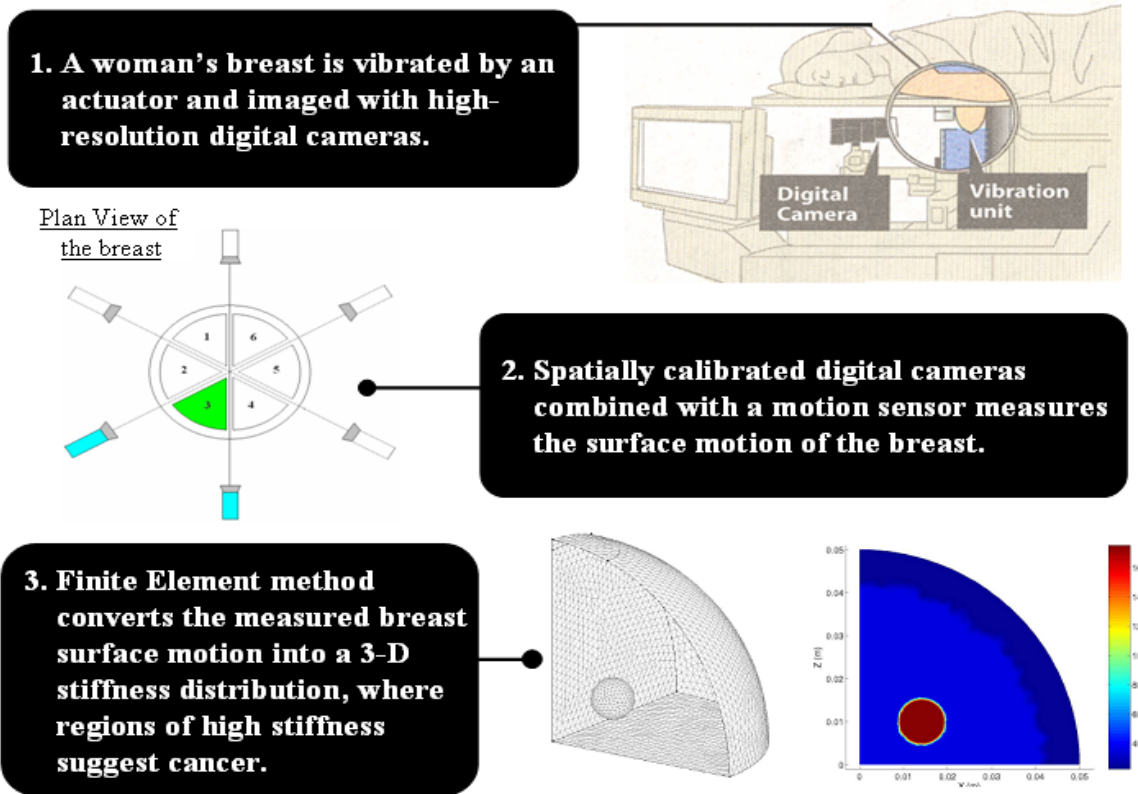 1. A woman's breast is vibrated by an
actuator and imaged with high-
resolution digital cameras.
Digital
Camera
Vibration
unit
Plan View of
the breast
1
6
2
5
3
4
2. Spatially calibrated digital cameras
combined with a motion sensor measures
the surface motion of the breast.
3. Finite Element method
converts the measured breast
surface motion into a 3-D
stiffness distribution, where
regions of high stiffness
suggest cancer.
0.05
0.04
0.03
0.02
0.01
0
Z (m)
0 0.01 0.02 0.03 0.04 0.05